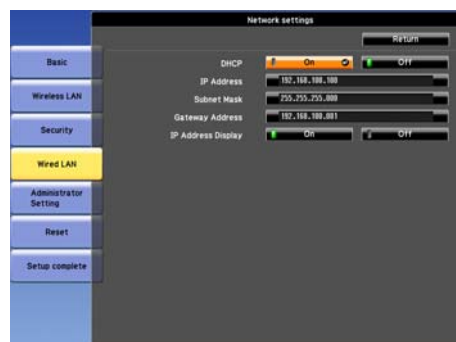 Network settings
Return
Basic
DHCP On Off
IP Address 192.168.100.100
Wireless LAN
Subnet Mask 255.255.255.000
Gateway Address 192.168.100.001
Security
IP Address Display On Off
Wired LAN
Administrator
Setting
Reset
Setup complete